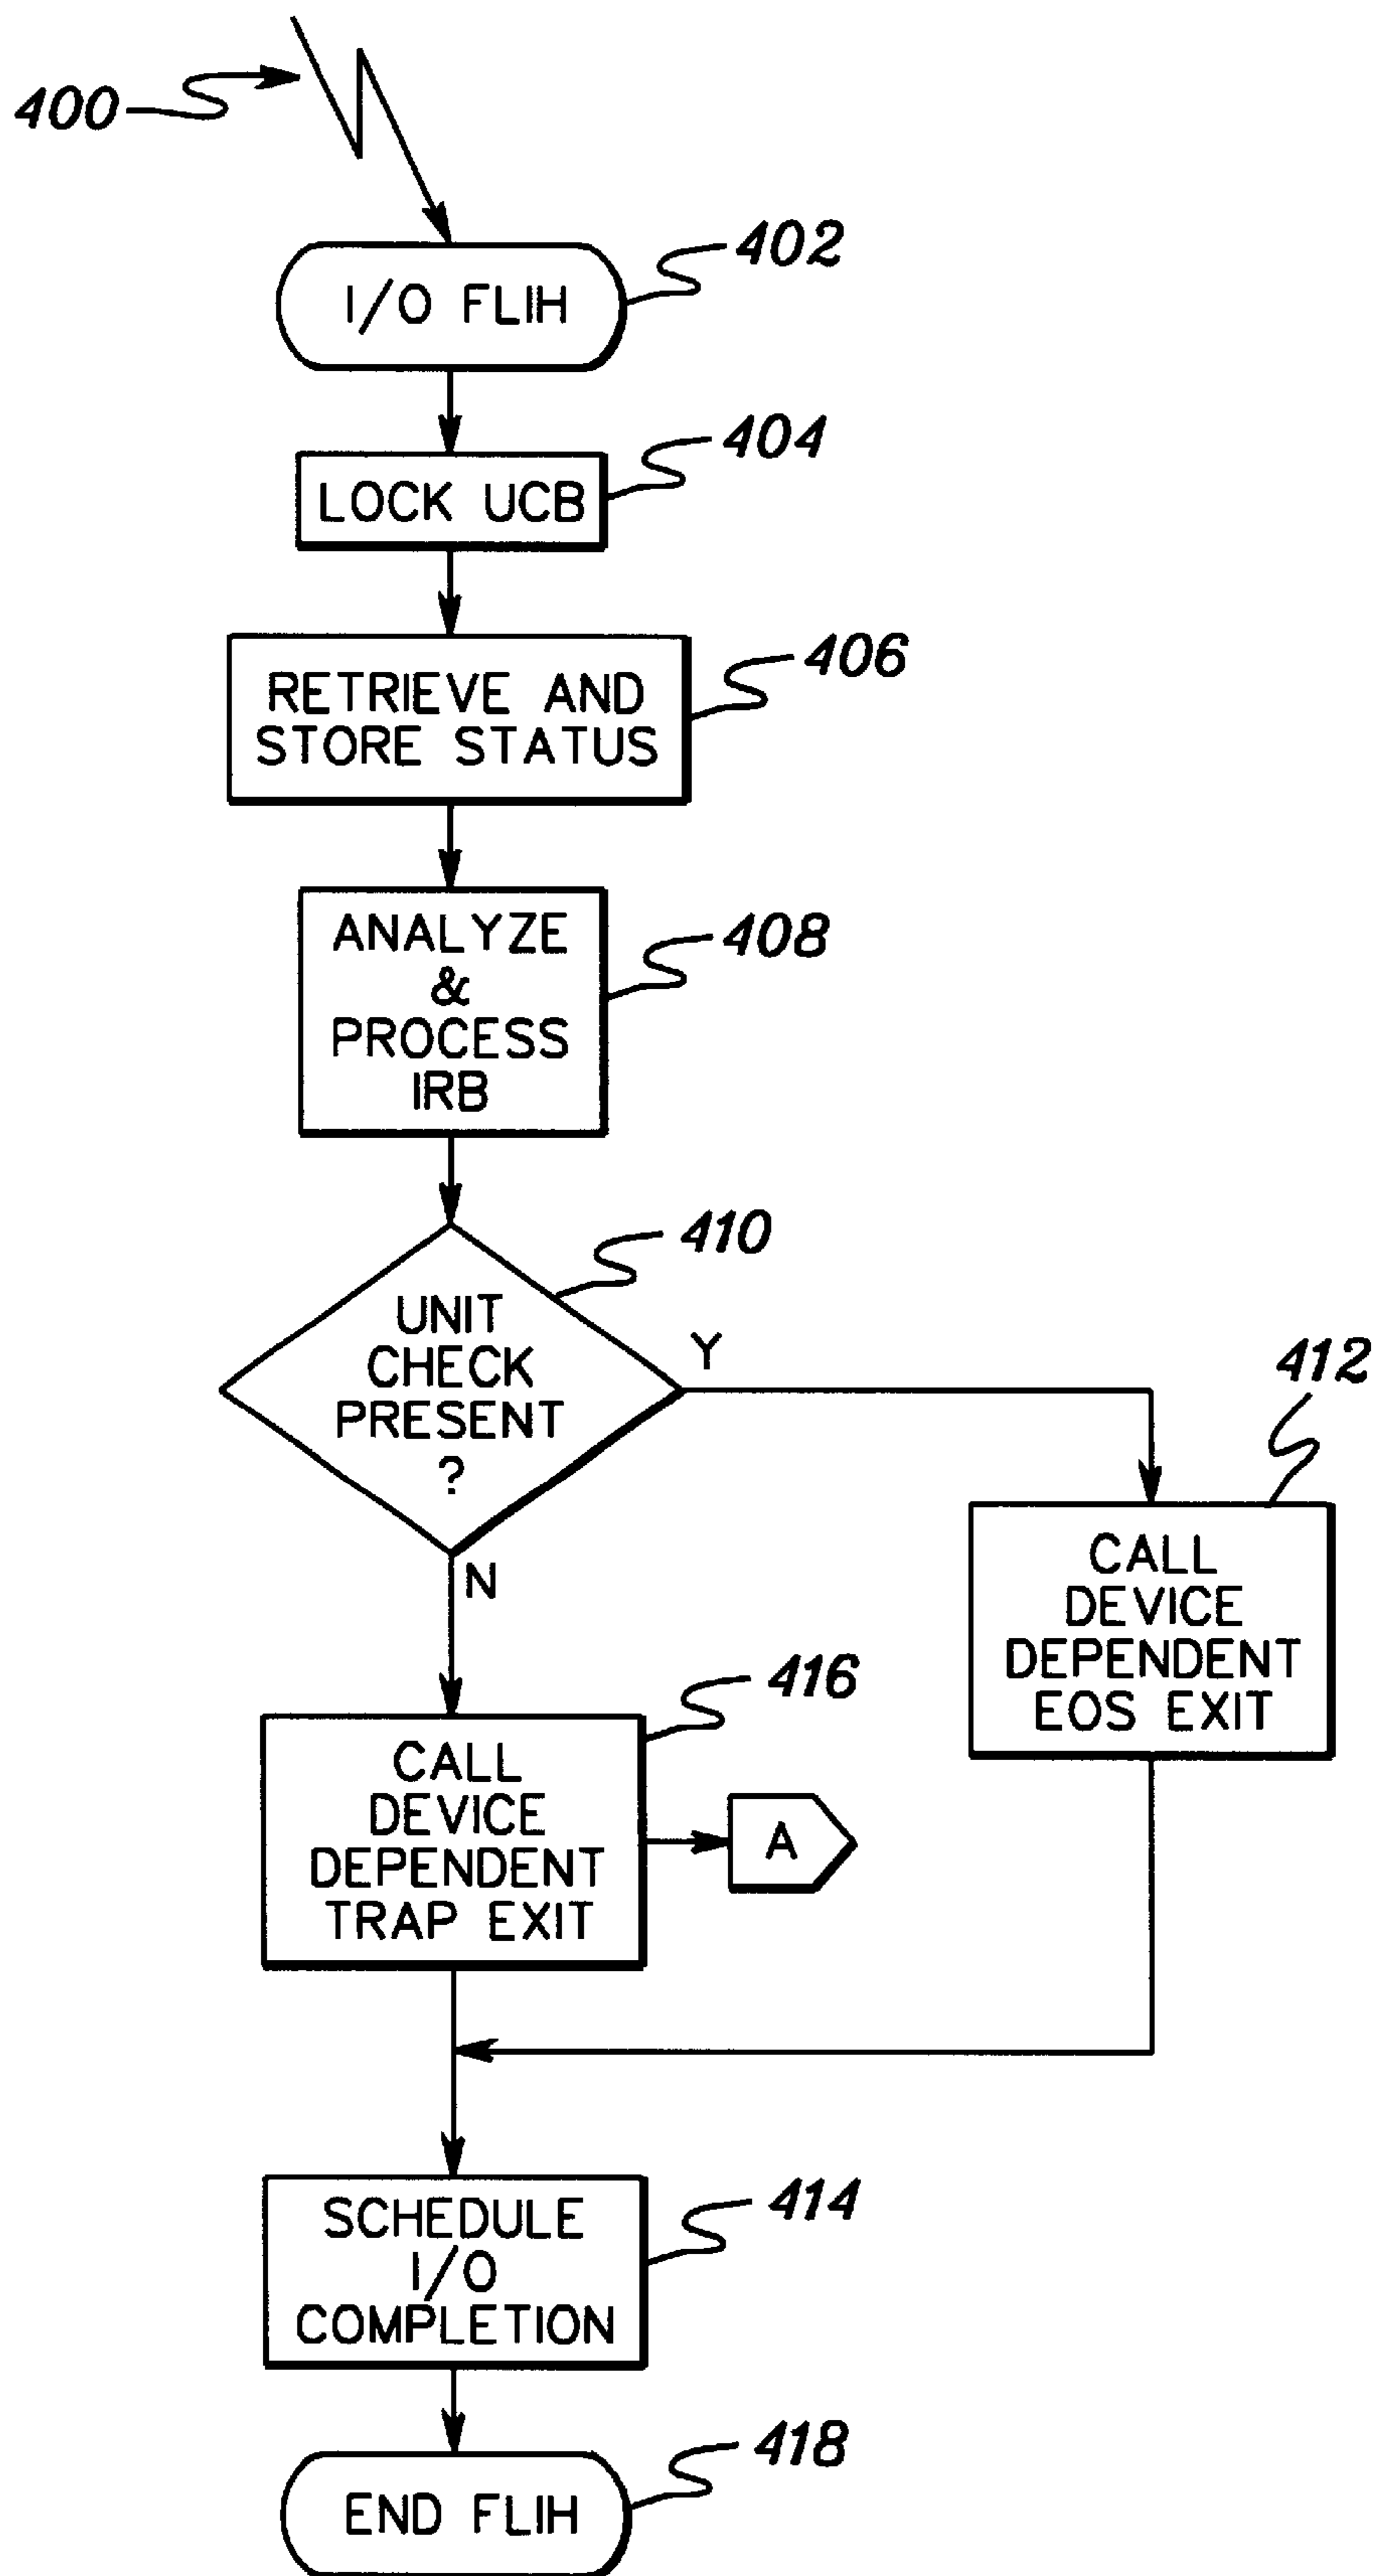 400
402
I/O FLIH
404
LOCK UCB
406
RETRIEVE AND
STORE STATUS
408
ANALYZE
&
PROCESS
IRB
410
UNIT
CHECK
PRESENT
?
Y
N
412
CALL
DEVICE
DEPENDENT
EOS EXIT
416
CALL
DEVICE
DEPENDENT
TRAP EXIT
A
414
SCHEDULE
I/O
COMPLETION
418
END FLIH